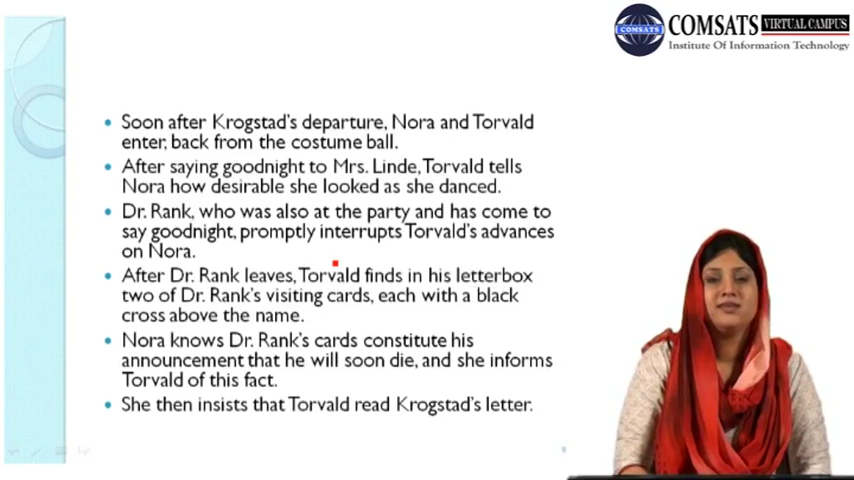 COMSATS
COMSATS VIRTUAL CAMPUS
Institute Of Information Technology
• Soon after Krogstad's departure, Nora and Torvald
enter, back from the costume ball.
• After saying goodnight to Mrs. Linde, Torvald tells
Nora how desirable she looked as she danced.
• Dr. Rank, who was also at the party and has come to
say goodnight, promptly interrupts Torvald's advances
on Nora.
• After Dr. Rank leaves, Torvald finds in his letterbox
two of Dr. Rank's visiting cards, each with a black
cross above the name.
• Nora knows Dr. Rank's cards constitute his
announcement that he will soon die, and she informs
Torvald of this fact.
• She then insists that Torvald read Krogstad's letter.
9